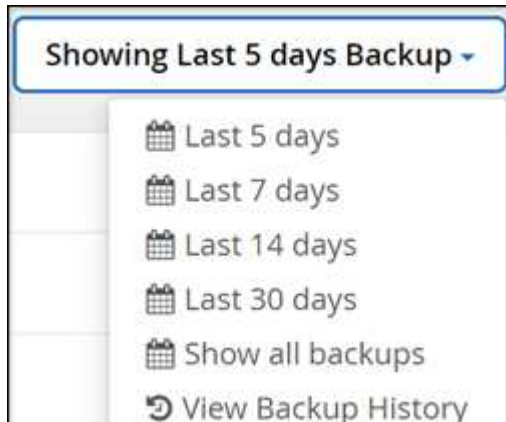 Showing Last 5 days Backup
Last 5 days
Last 7 days
Last 14 days
Last 30 days
Show all backups
View Backup History